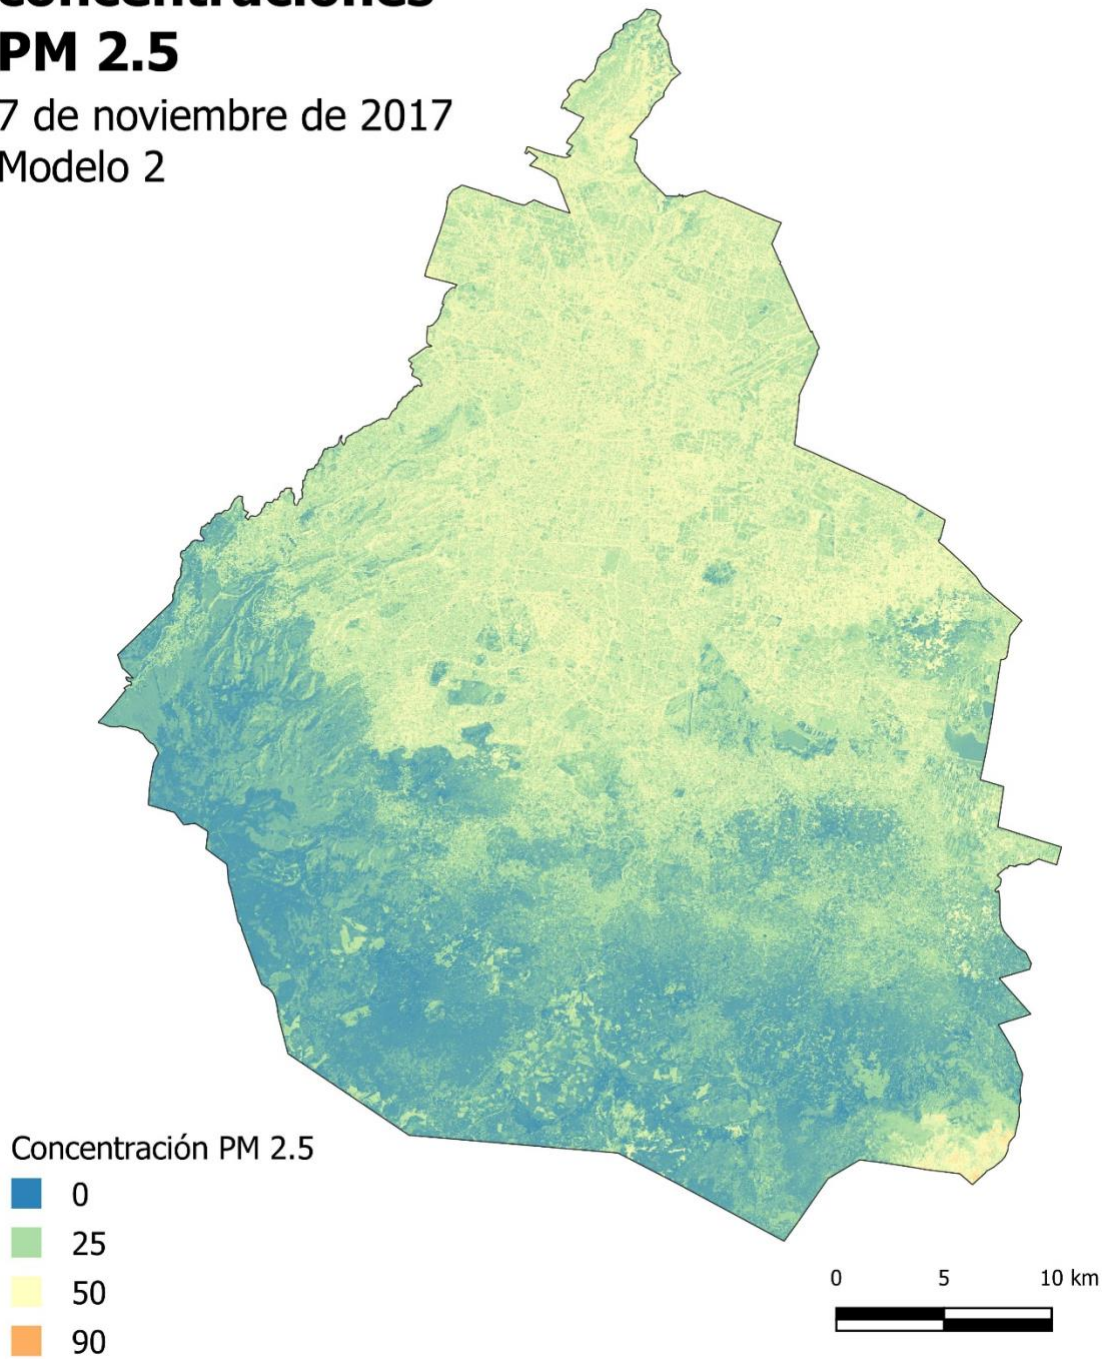 concentraciones
PM 2.5
7 de noviembre de 2017
Modelo 2
Concentración PM 2.5
0
25
50
90
0 5 10 km